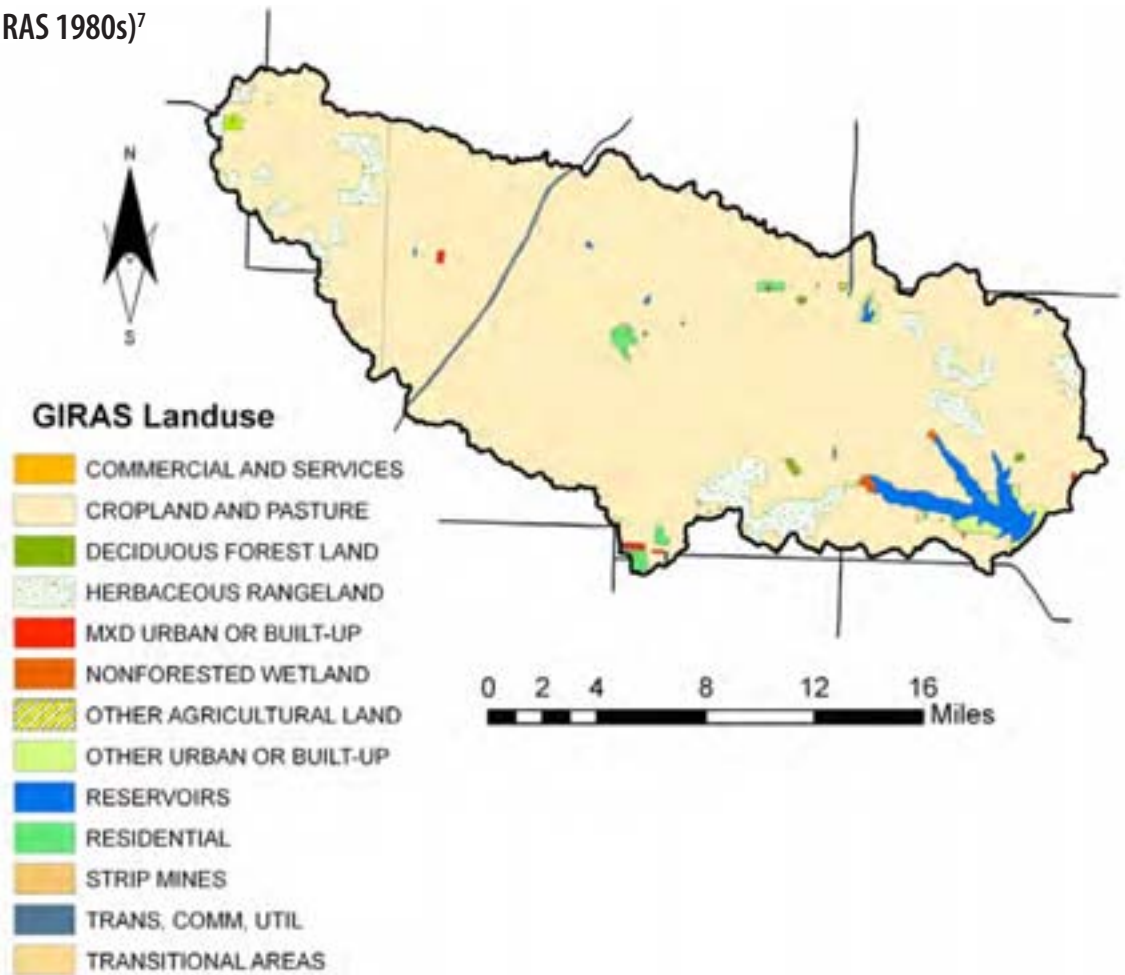 RAS 1980s)7
N
S
GIRAS Landuse
COMMERCIAL AND SERVICES
CROPLAND AND PASTURE
DECIDUOUS FOREST LAND
HERBACEOUS RANGELAND
MXD URBAN OR BUILT-UP
NONFORESTED WETLAND
OTHER AGRICULTURAL LAND
OTHER URBAN OR BUILT-UP
RESERVOIRS
RESIDENTIAL
STRIP MINES
TRANS, COMM, UTIL
TRANSITIONAL AREAS
0 2 4 8 12 16
Miles